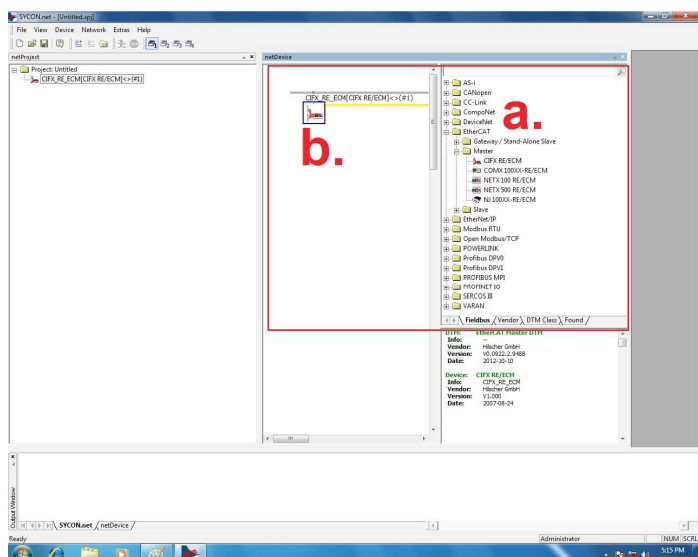 SYCON.net - [Untitled.spj]
File View Device Network Extras Help
netProject
netDevice
Project: Untitled
CIFX_RE_ECM[CIFX RE/ECM]<>(#1)
CIFX_RE_ECM[CIFX RE/ECM]<>(#1)
b.
a.
AS-i
CANopen
CC-Link
CompoNet
DeviceNet
EtherCAT
Gateway / Stand-Alone Slave
Master
CIFX RE/ECM
COMX 100XX-RE/ECM
NETX 100 RE/ECM
NETX 500 RE/ECM
NJ 100XX-RE/ECM
Slave
EtherNet/IP
Modbus RTU
Open Modbus/TCP
POWERLINK
Profibus DPV0
Profibus DPV1
PROFIBUS MPI
PROFINET IO
SERCOS III
VARAN
Fieldbus Vendor DTM Class Found
DTM: EtherCAT Master DTM
Info: --
Vendor: Hilscher GmbH
Version: V0.0922.2.9488
Date: 2012-10-10
Device: CIFX RE/ECM
Info: CIFX_RE_ECM
Vendor: Hilscher GmbH
Version: V1.000
Date: 2007-08-24
Output Window
SYCON.net netDevice
Ready
Administrator
NUM SCRL
5:15 PM